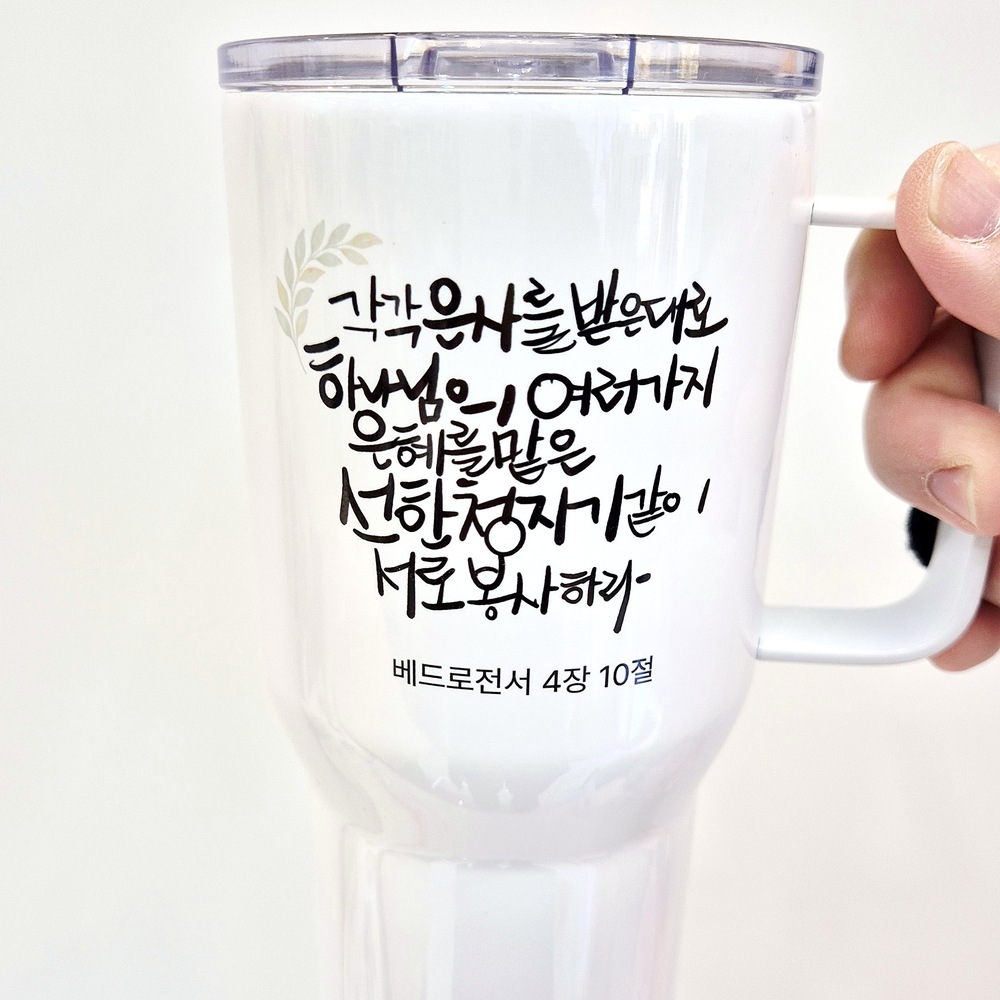 각각 은사를 받은대로
하나님의 여러가지
은혜를 맡은
선한 청지기 같이
서로 봉사하라
베드로전서 4장 10절